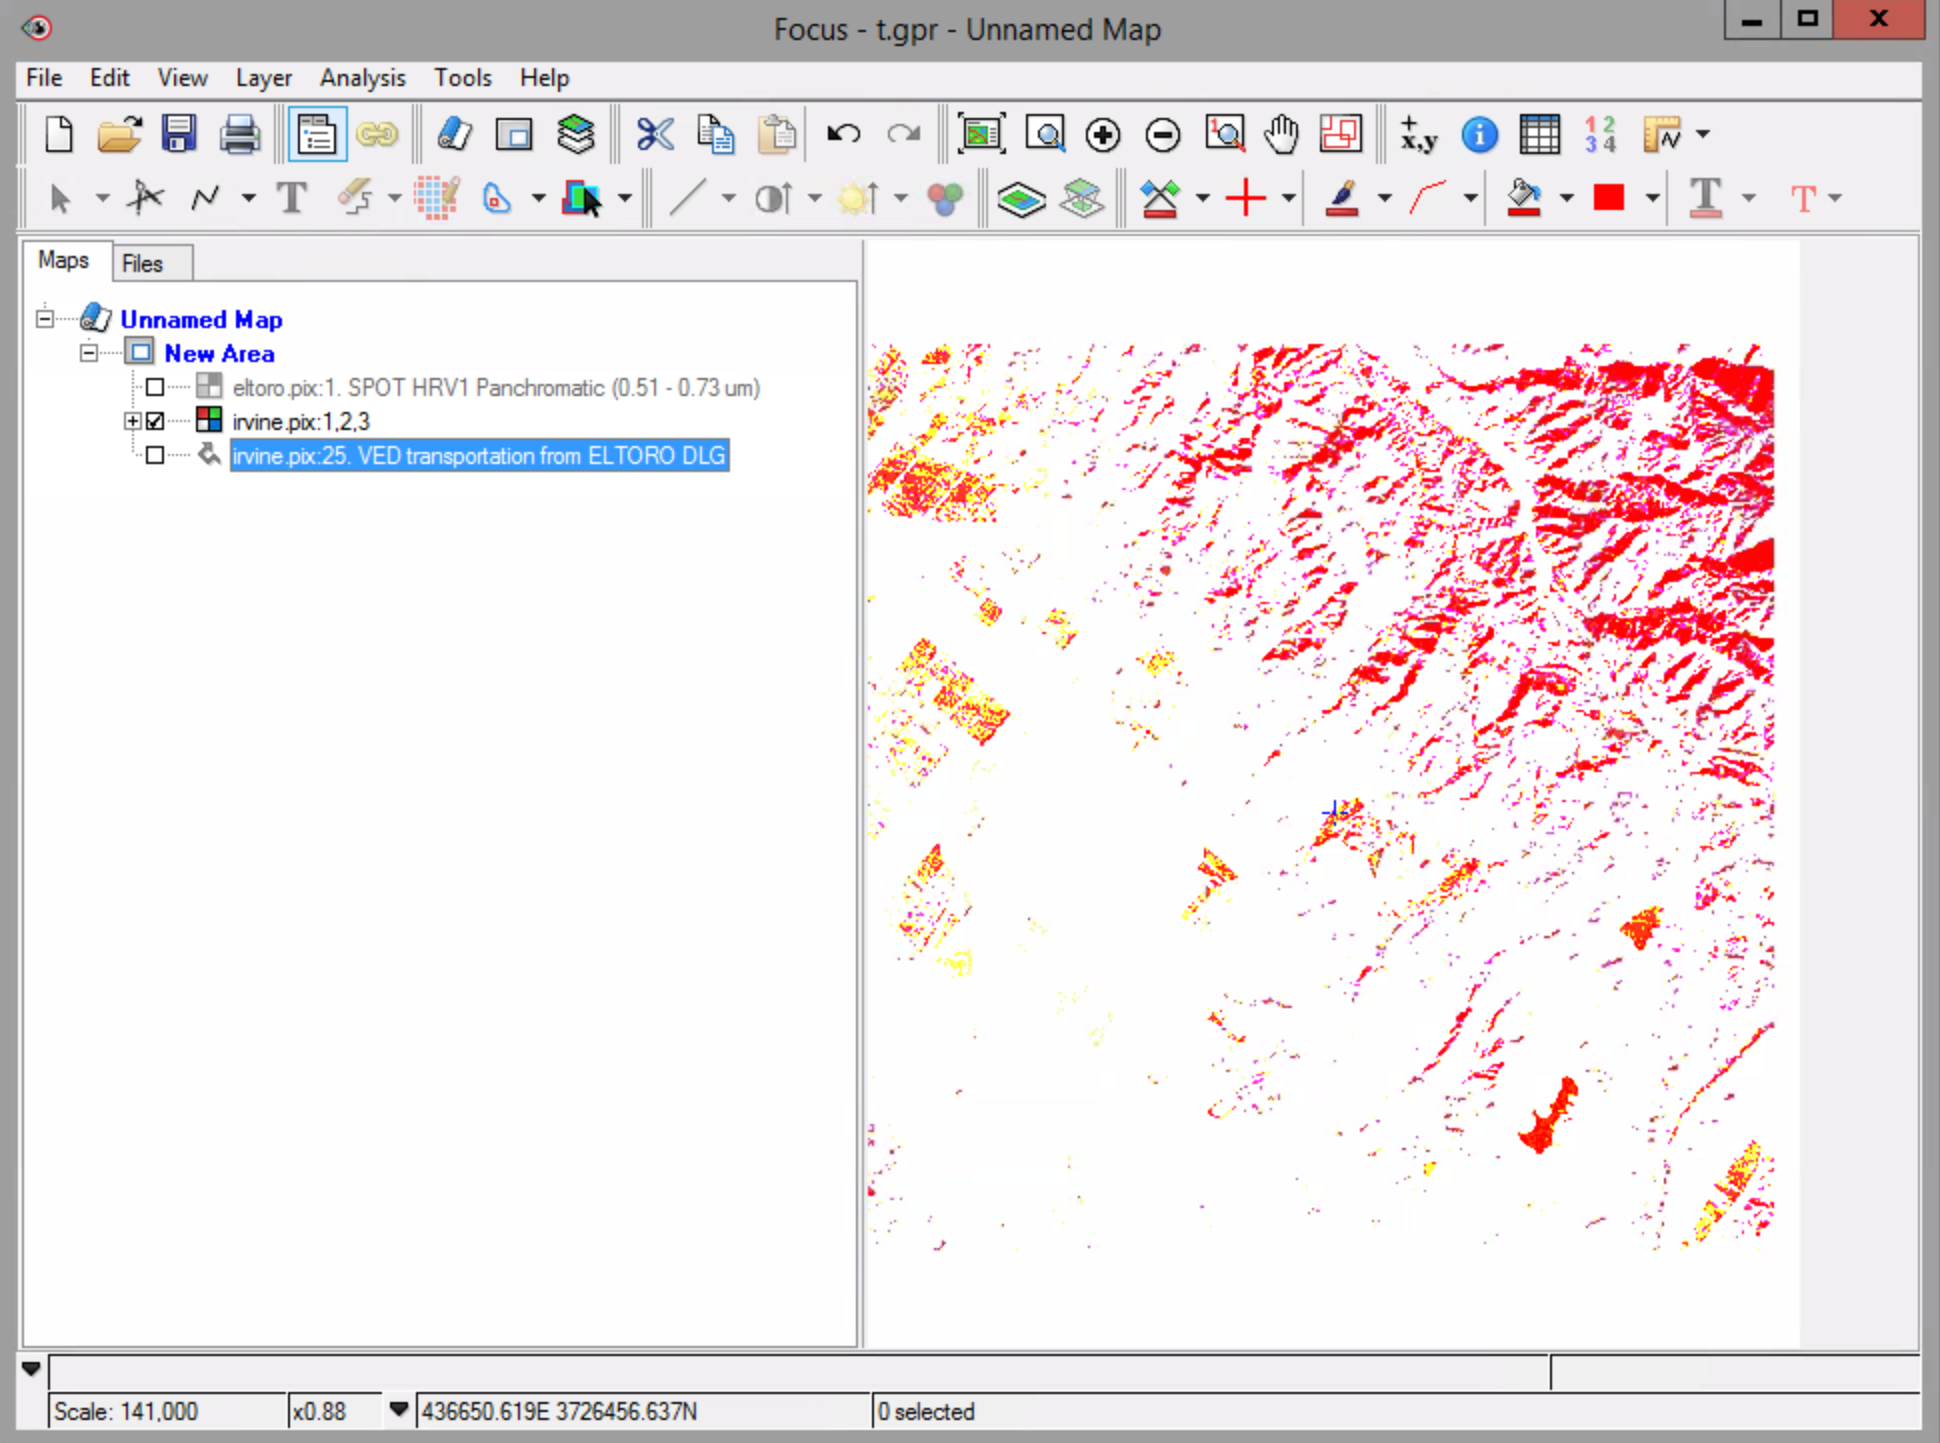 Focus - t.gpr - Unnamed Map
File Edit View Layer Analysis Tools Help
+
x,y
i
1 2
3 4
1
T
T
T
Maps Files
Unnamed Map
New Area
eltoro.pix:1. SPOT HRV1 Panchromatic (0.51 - 0.73 um)
irvine.pix:1,2,3
irvine.pix:25. VED transportation from ELTORO DLG
Scale: 141,000 x0.88 436650.619E 3726456.637N 0 selected